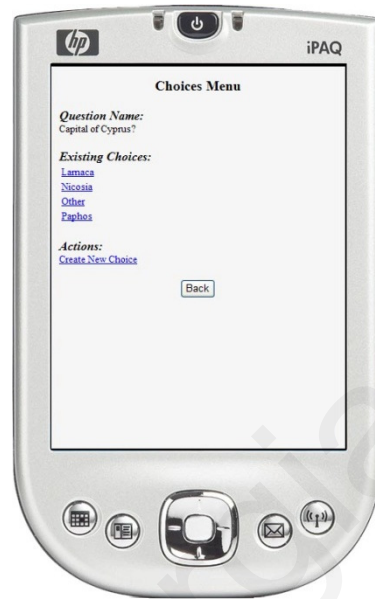 hp
iPAQ
Choices Menu
Question Name:
Capital of Cyprus?
Existing Choices:
Larnaca
Nicosia
Other
Paphos
Actions:
Create New Choice
Back